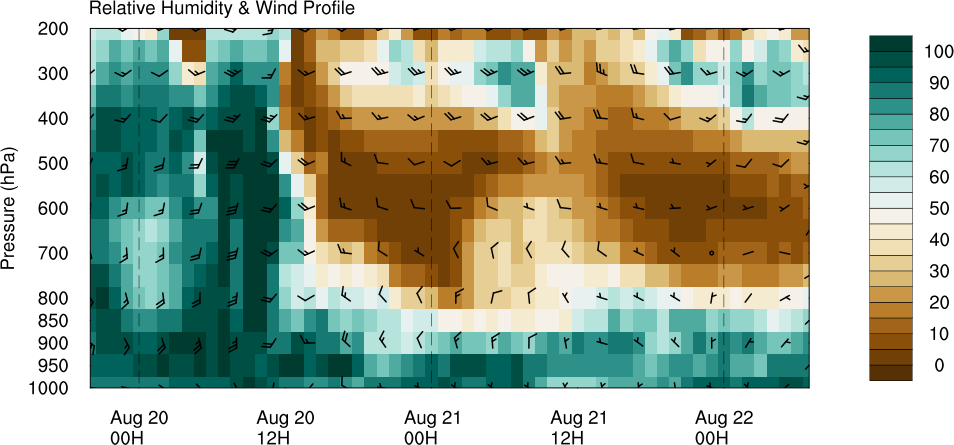 Relative Humidity & Wind Profile
Pressure (hPa)
200
300
400
500
600
700
800
850
900
950
1000
Aug 20
00H
Aug 20
12H
Aug 21
00H
Aug 21
12H
Aug 22
00H
100
90
80
70
60
50
40
30
20
10
0